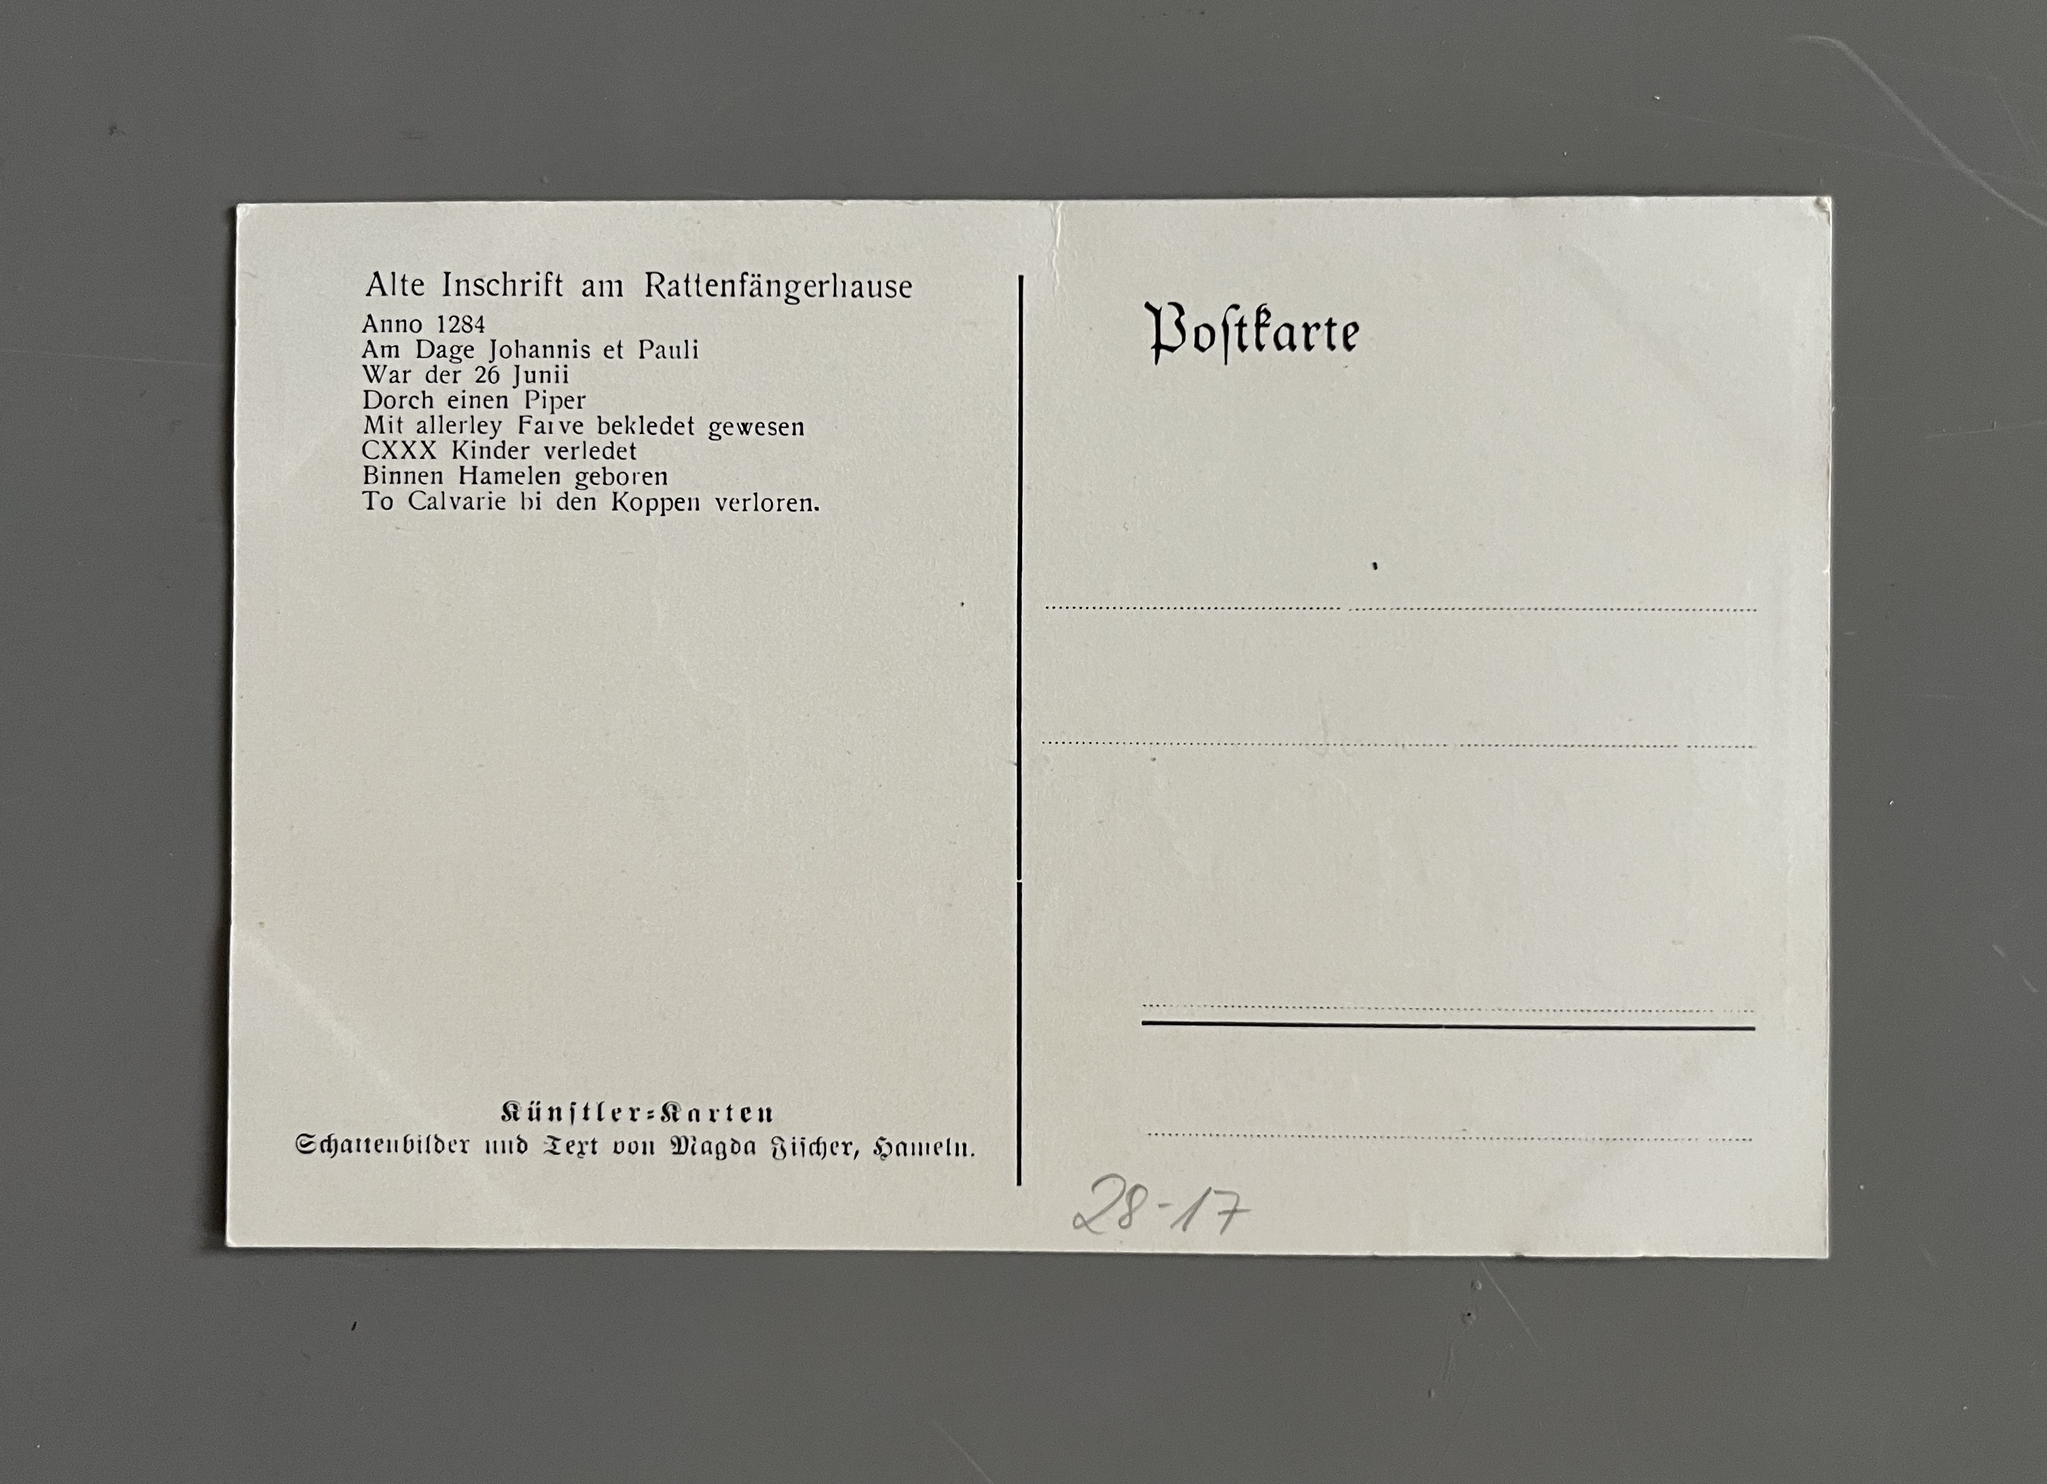 Alte Inschrift am Rattenfängerhause
Anno 1284
Am Dage Johannis et Pauli
War der 26 Junii
Dorch einen Piper
Mit allerley Farve bekledet gewesen
CXXX Kinder verledet
Binnen Hamelen geboren
To Calvarie bi den Koppen verloren.
Künſtler-Karten
Schattenbilder und Text von Magda Fiſcher, Hameln.
Poſtkarte
28-17